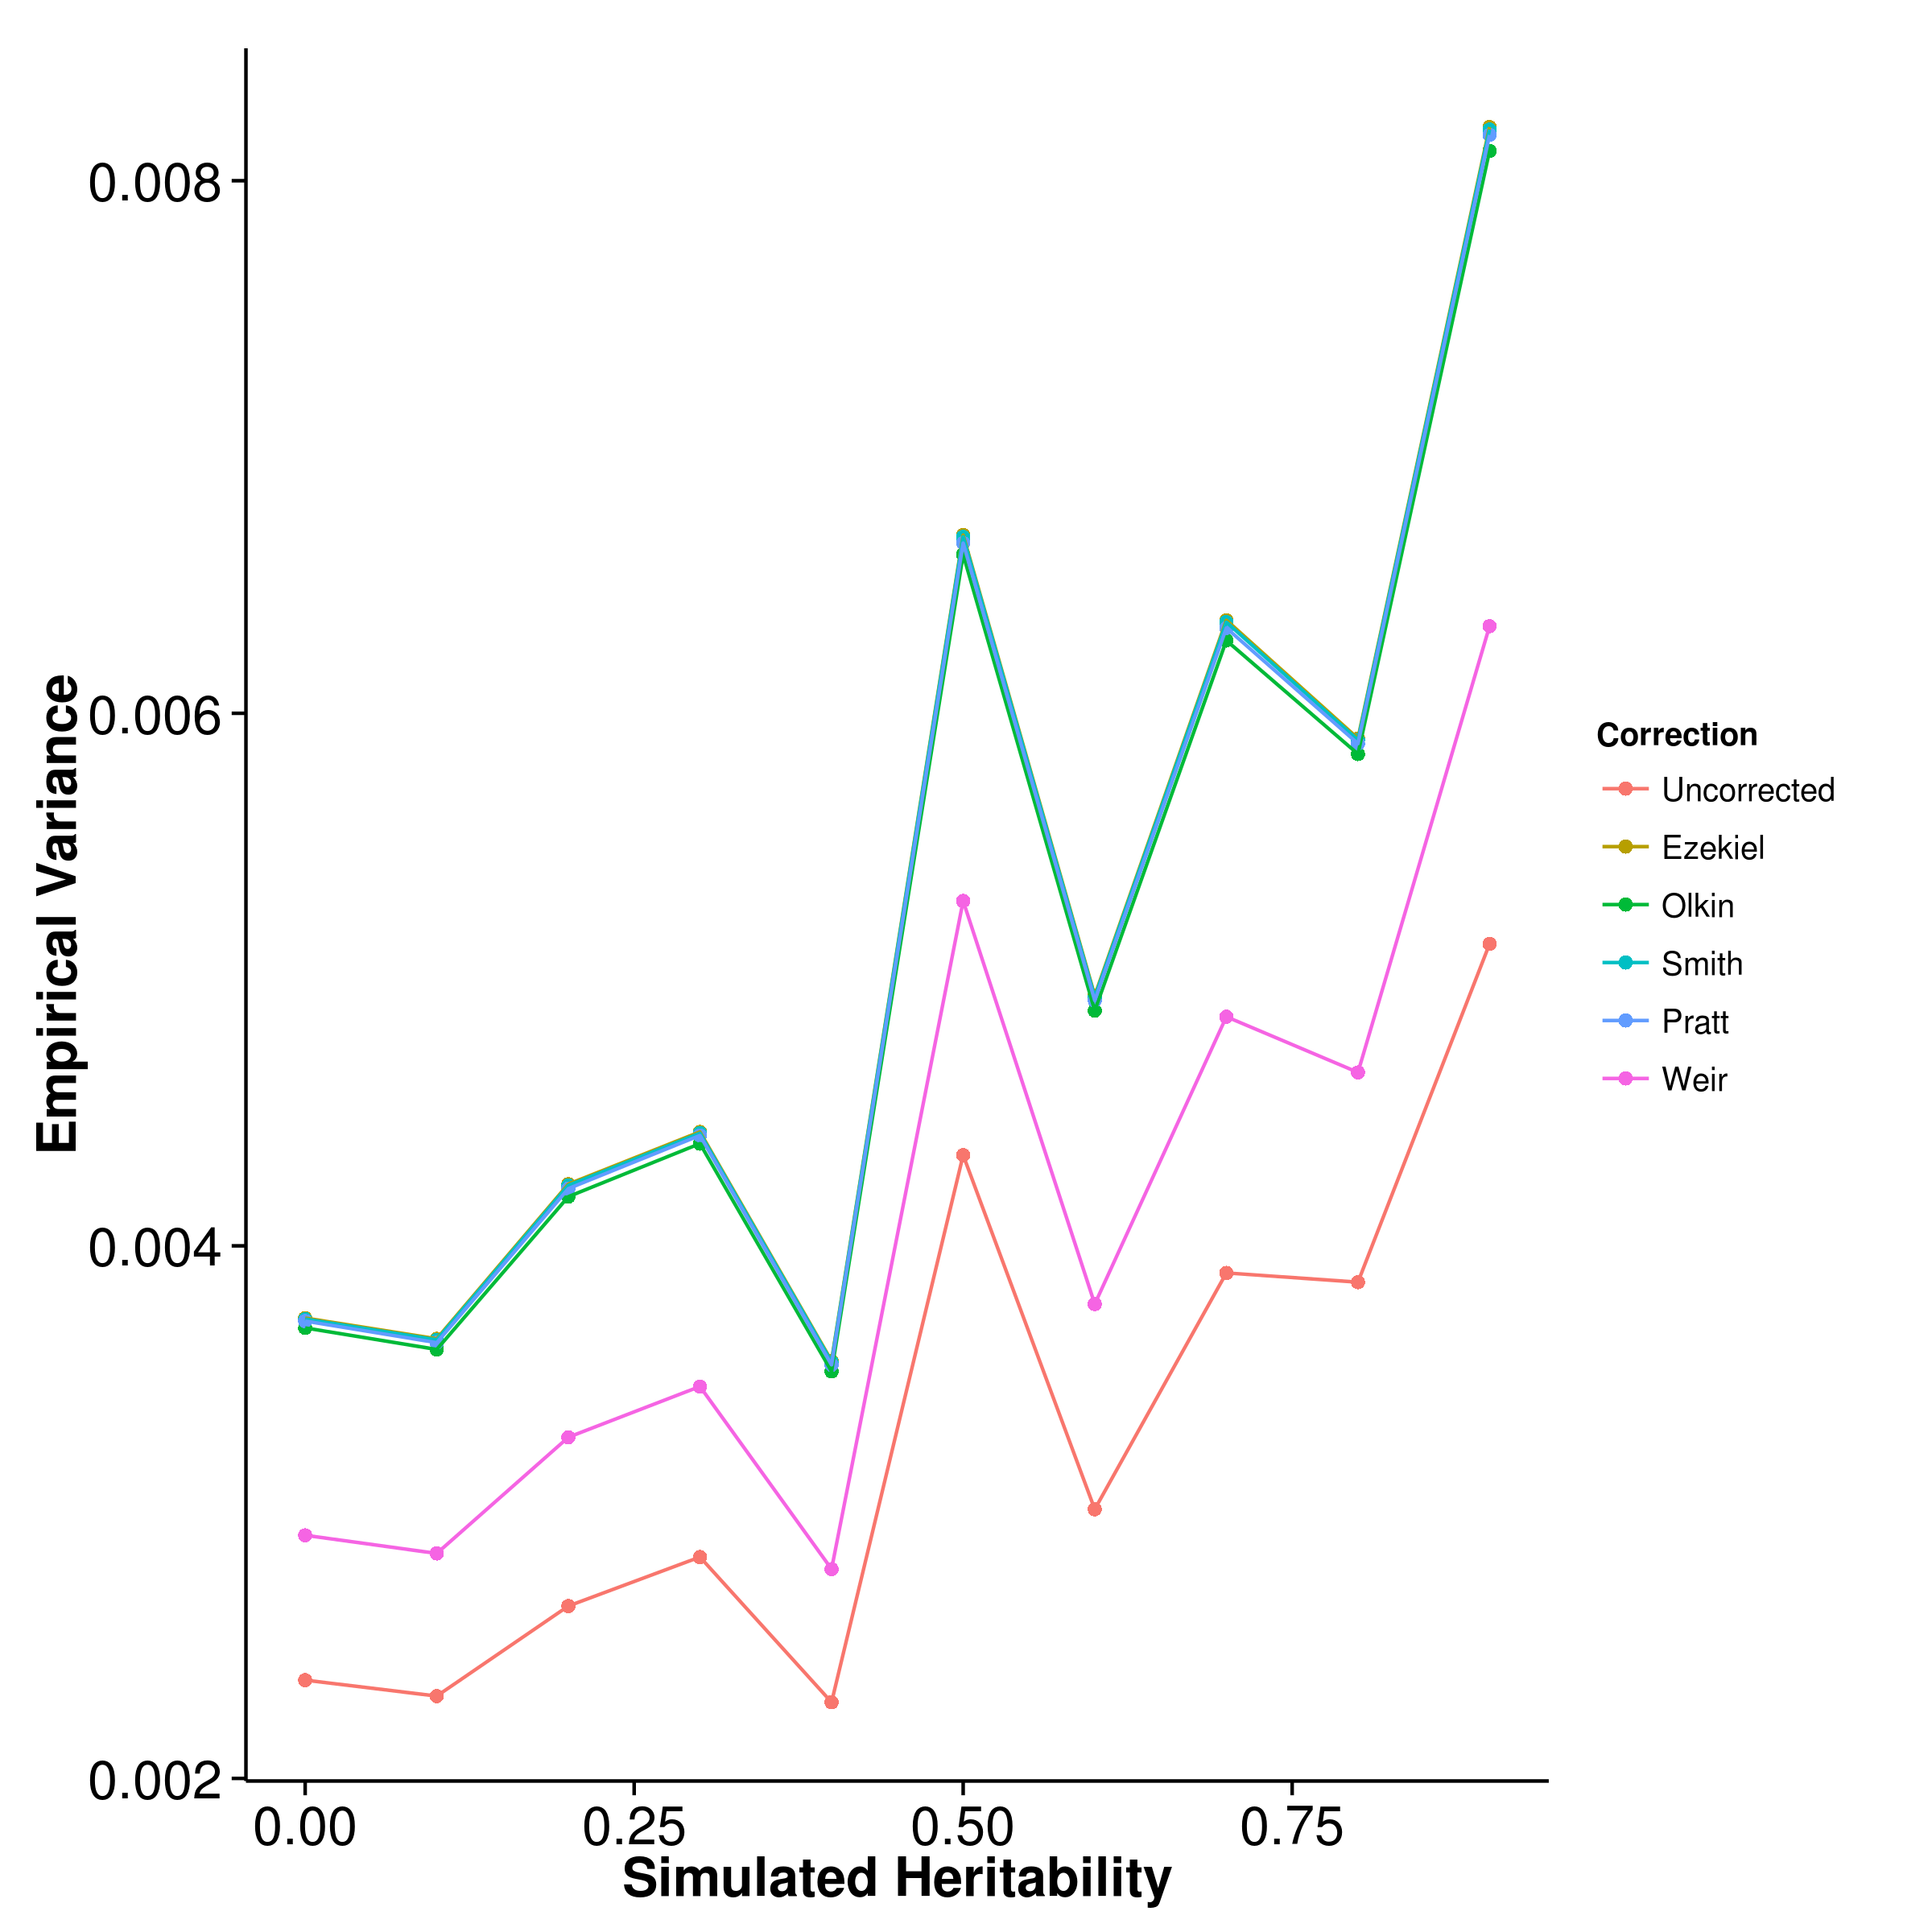 0.008
0.006
0.004
0.002
Empirical Variance
0.00
0.25
0.50
0.75
Simulated Heritability
Correction
Uncorrected
Ezekiel
Olkin
Smith
Pratt
Weir